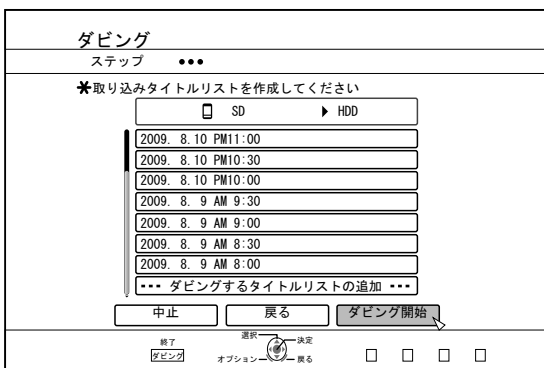 ダビング
ステップ •••
*取り込みタイトルリストを作成してください
SD ▶ HDD
2009. 8.10 PM11:00
2009. 8.10 PM10:30
2009. 8.10 PM10:00
2009. 8. 9 AM 9:30
2009. 8. 9 AM 9:00
2009. 8. 9 AM 8:30
2009. 8. 9 AM 8:00
--- ダビングするタイトルリストの追加 ---
中止 戻る ダビング開始
終了
ダビング
選択 決定
オプション 戻る